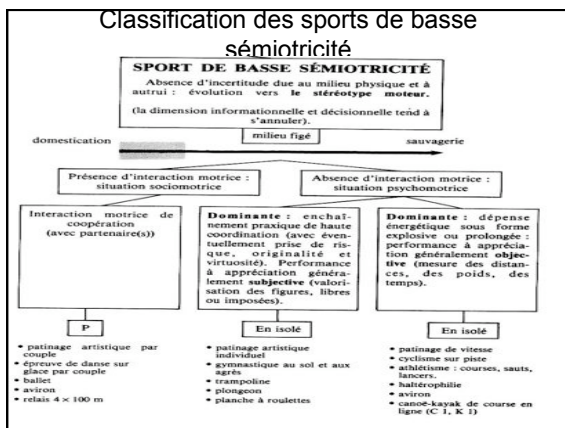 Classification des sports de basse
sémiotricité
SPORT DE BASSE SÉMIOTRICITÉ
Absence d'incertitude due au milieu physique et à
autrui : évolution vers le stéréotype moteur.
(la dimension informationnelle et décisionnelle tend à
s'annuler).
milieu figé
domestication
sauvagerie
Présence d'interaction motrice :
situation sociomotrice
Absence d'interaction motrice :
situation psychomotrice
Interaction motrice de
coopération
(avec partenaire(s))
Dominante : enchaî-
nement praxique de haute
coordination (avec éven-
tuellement prise de ris-
que, originalité et
virtuosité). Performance
à appréciation généra-
lement subjective (valori-
sation des figures, libres
ou imposées).
Dominante : dépense
énergétique sous forme
explosive ou prolongée :
performance à apprécia-
tion généralement objec-
tive (mesure des distan-
ces, des poids, des
temps).
P
En isolé
En isolé
• patinage artistique par
couple
• épreuve de danse sur
glace par couple
• ballet
• aviron
• relais 4 × 100 m
• patinage artistique
individuel
• gymnastique au sol et aux
agrès
• trampoline
• plongeon
• planche à roulettes
• patinage de vitesse
• cyclisme sur piste
• athlétisme : courses, sauts,
lancers.
• haltérophilie
• aviron
• canoë-kayak de course en
ligne (C 1, K 1)